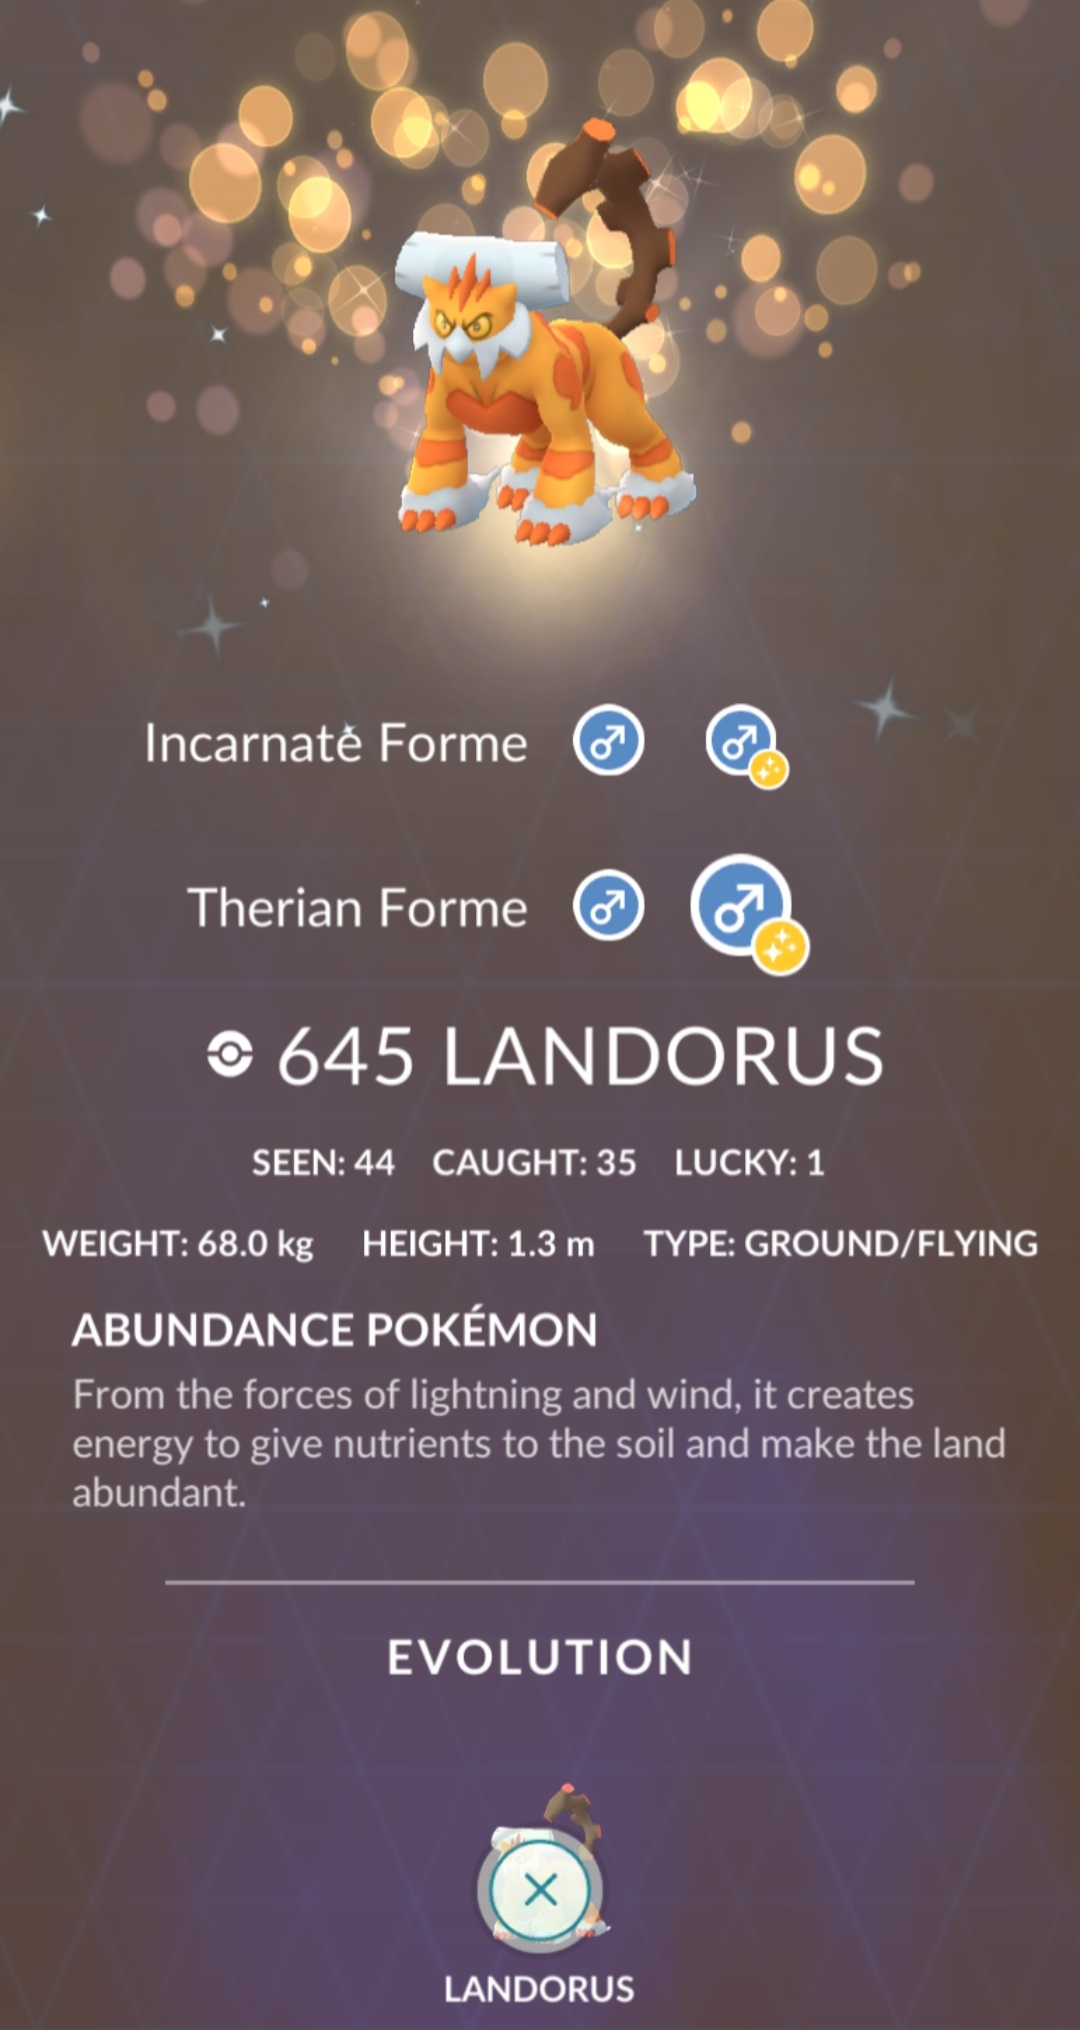 Incarnate Forme
Therian Forme
645 LANDORUS
SEEN: 44 CAUGHT: 35 LUCKY: 1
WEIGHT: 68.0 kg HEIGHT: 1.3 m TYPE: GROUND/FLYING
ABUNDANCE POKÉMON
From the forces of lightning and wind, it creates
energy to give nutrients to the soil and make the land
abundant.
EVOLUTION
LANDORUS